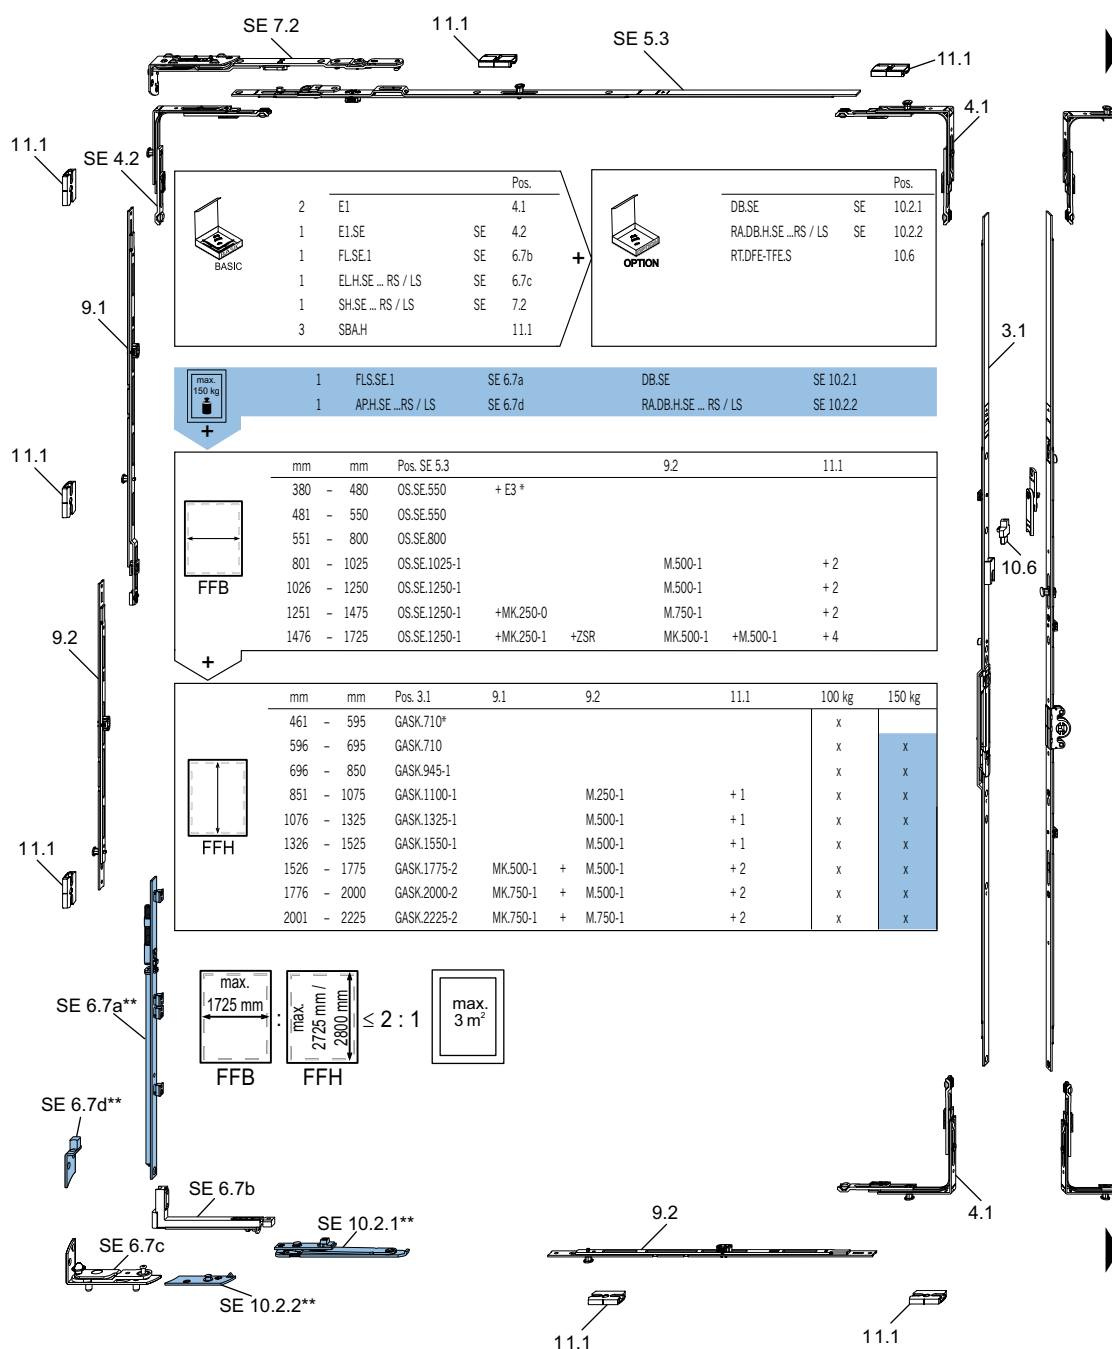 SE 7.2
11.1
SE 5.3
11.1
4.1
11.1
SE 4.2
Pos.
2 E1 4.1
1 E1.SE SE 4.2
1 FL.SE.1 SE 6.7b
1 EL.H.SE ... RS / LS SE 6.7c
1 SH.SE ... RS / LS SE 7.2
3 SBA.H 11.1
BASIC
+
Pos.
DB.SE SE 10.2.1
RA.DB.H.SE ...RS / LS SE 10.2.2
RT.DFE-TFE.S 10.6
OPTION
9.1
3.1
max.
150 kg
+
1 FLS.SE.1 SE 6.7a DB.SE SE 10.2.1
1 AP.H.SE ...RS / LS SE 6.7d RA.DB.H.SE ... RS / LS SE 10.2.2
11.1
mm mm Pos. SE 5.3 9.2 11.1
380 – 480 OS.SE.550 + E3 *
481 – 550 OS.SE.550
551 – 800 OS.SE.800
801 – 1025 OS.SE.1025-1 M.500-1 + 2
1026 – 1250 OS.SE.1250-1 M.500-1 + 2
1251 – 1475 OS.SE.1250-1 +MK.250-0 M.750-1 + 2
1476 – 1725 OS.SE.1250-1 +MK.250-1 +ZSR MK.500-1 +M.500-1 + 4
FFB
+
10.6
9.2
mm mm Pos. 3.1 9.1 9.2 11.1 100 kg 150 kg
461 – 595 GASK.710* x
596 – 695 GASK.710 x x
696 – 850 GASK.945-1 x x
851 – 1075 GASK.1100-1 M.250-1 + 1 x x
1076 – 1325 GASK.1325-1 M.500-1 + 1 x x
1326 – 1525 GASK.1550-1 M.500-1 + 1 x x
1526 – 1775 GASK.1775-2 MK.500-1 + M.500-1 + 2 x x
1776 – 2000 GASK.2000-2 MK.750-1 + M.500-1 + 2 x x
2001 – 2225 GASK.2225-2 MK.750-1 + M.750-1 + 2 x x
FFH
11.1
max.
1725 mm
FFB
:
max.
2725 mm /
2800 mm
FFH
≤ 2 : 1
max.
3 m²
SE 6.7a**
SE 6.7d**
SE 6.7b
SE 6.7c
SE 10.2.1**
SE 10.2.2**
9.2
4.1
11.1
11.1